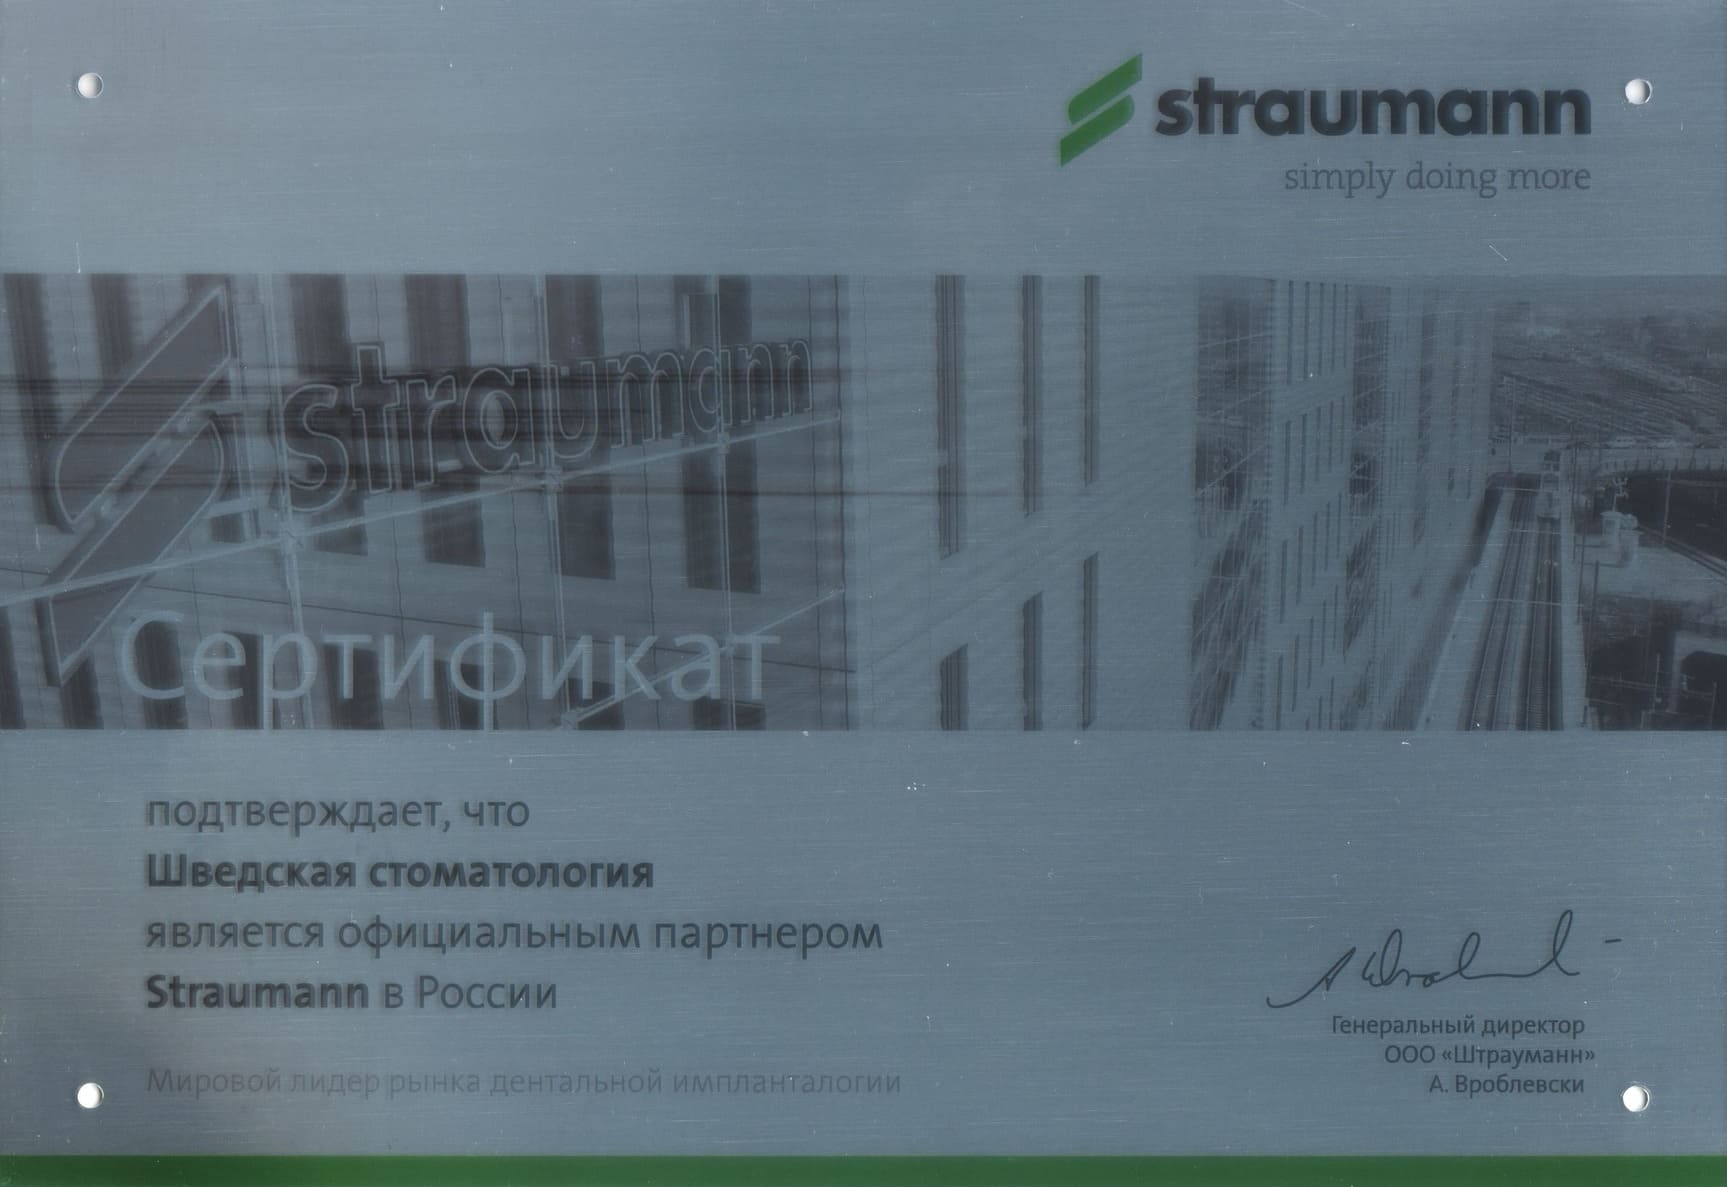 straumann
simply doing more
straumann
Сертификат
подтверждает, что
Шведская стоматология
является официальным партнером
Straumann в России
Мировой лидер рынка дентальной имплантологии
Генеральный директор
ООО «Штрауманн»
А. Вроблевски